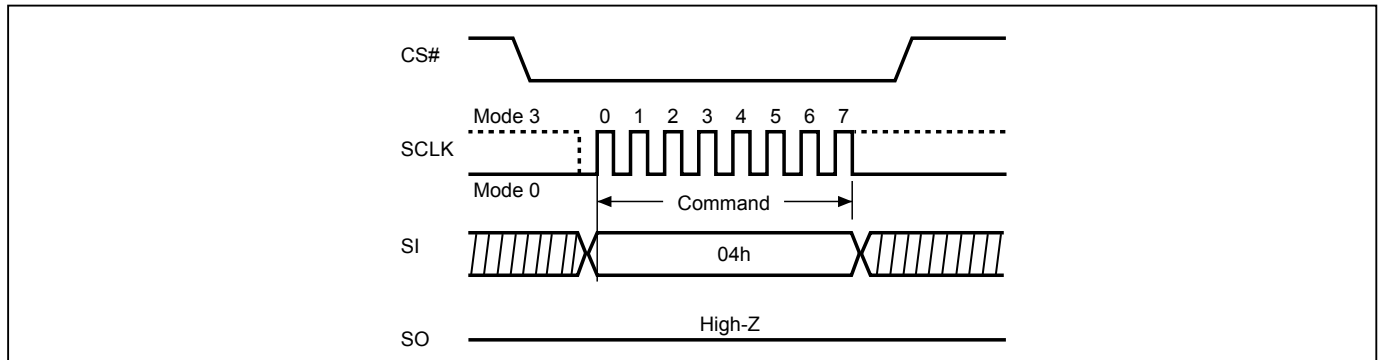 CS#
Mode 3 0 1 2 3 4 5 6 7
SCLK
Mode 0
Command
SI
04h
High-Z
SO